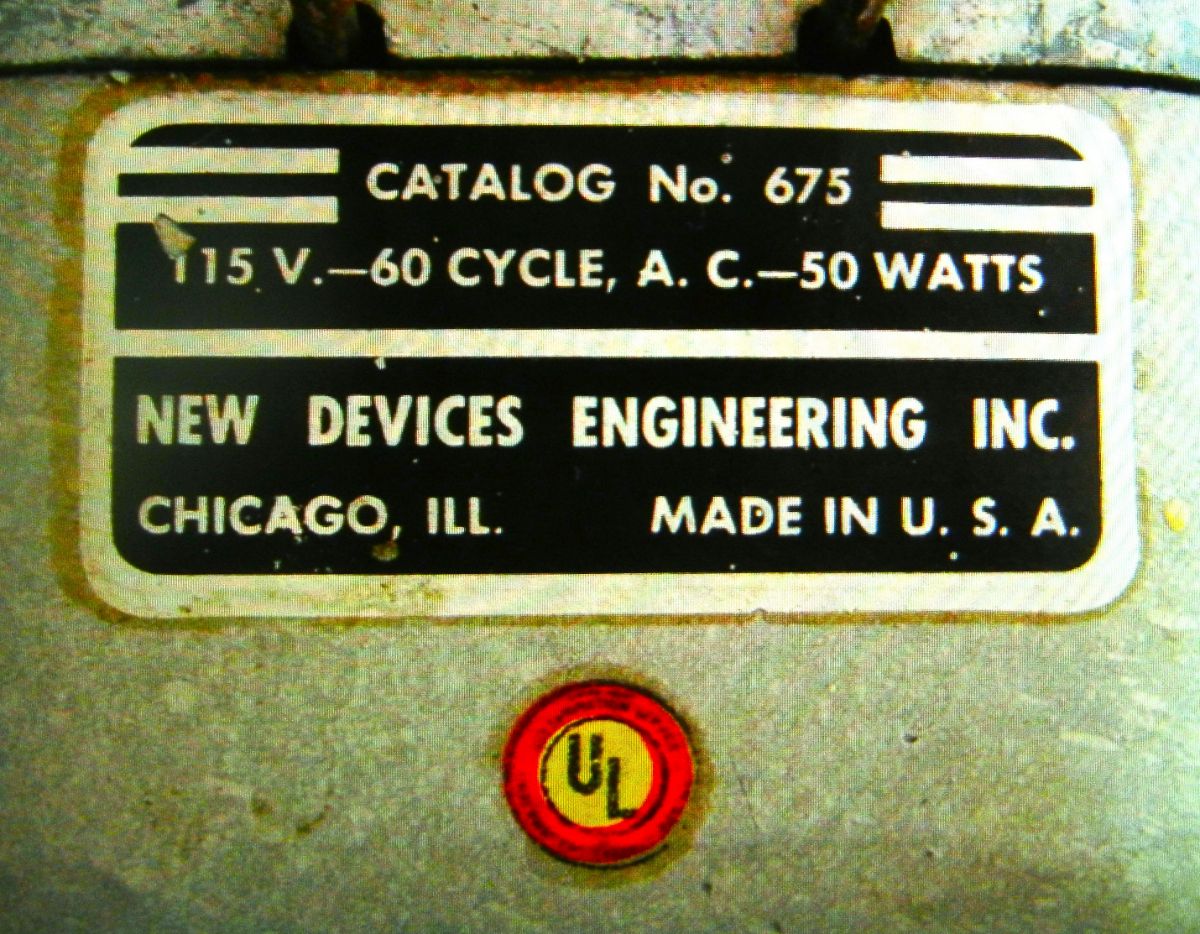 CATALOG No. 675
115 V.—60 CYCLE, A. C.—50 WATTS
NEW DEVICES ENGINEERING INC.
CHICAGO, ILL. MADE IN U. S. A.
UL